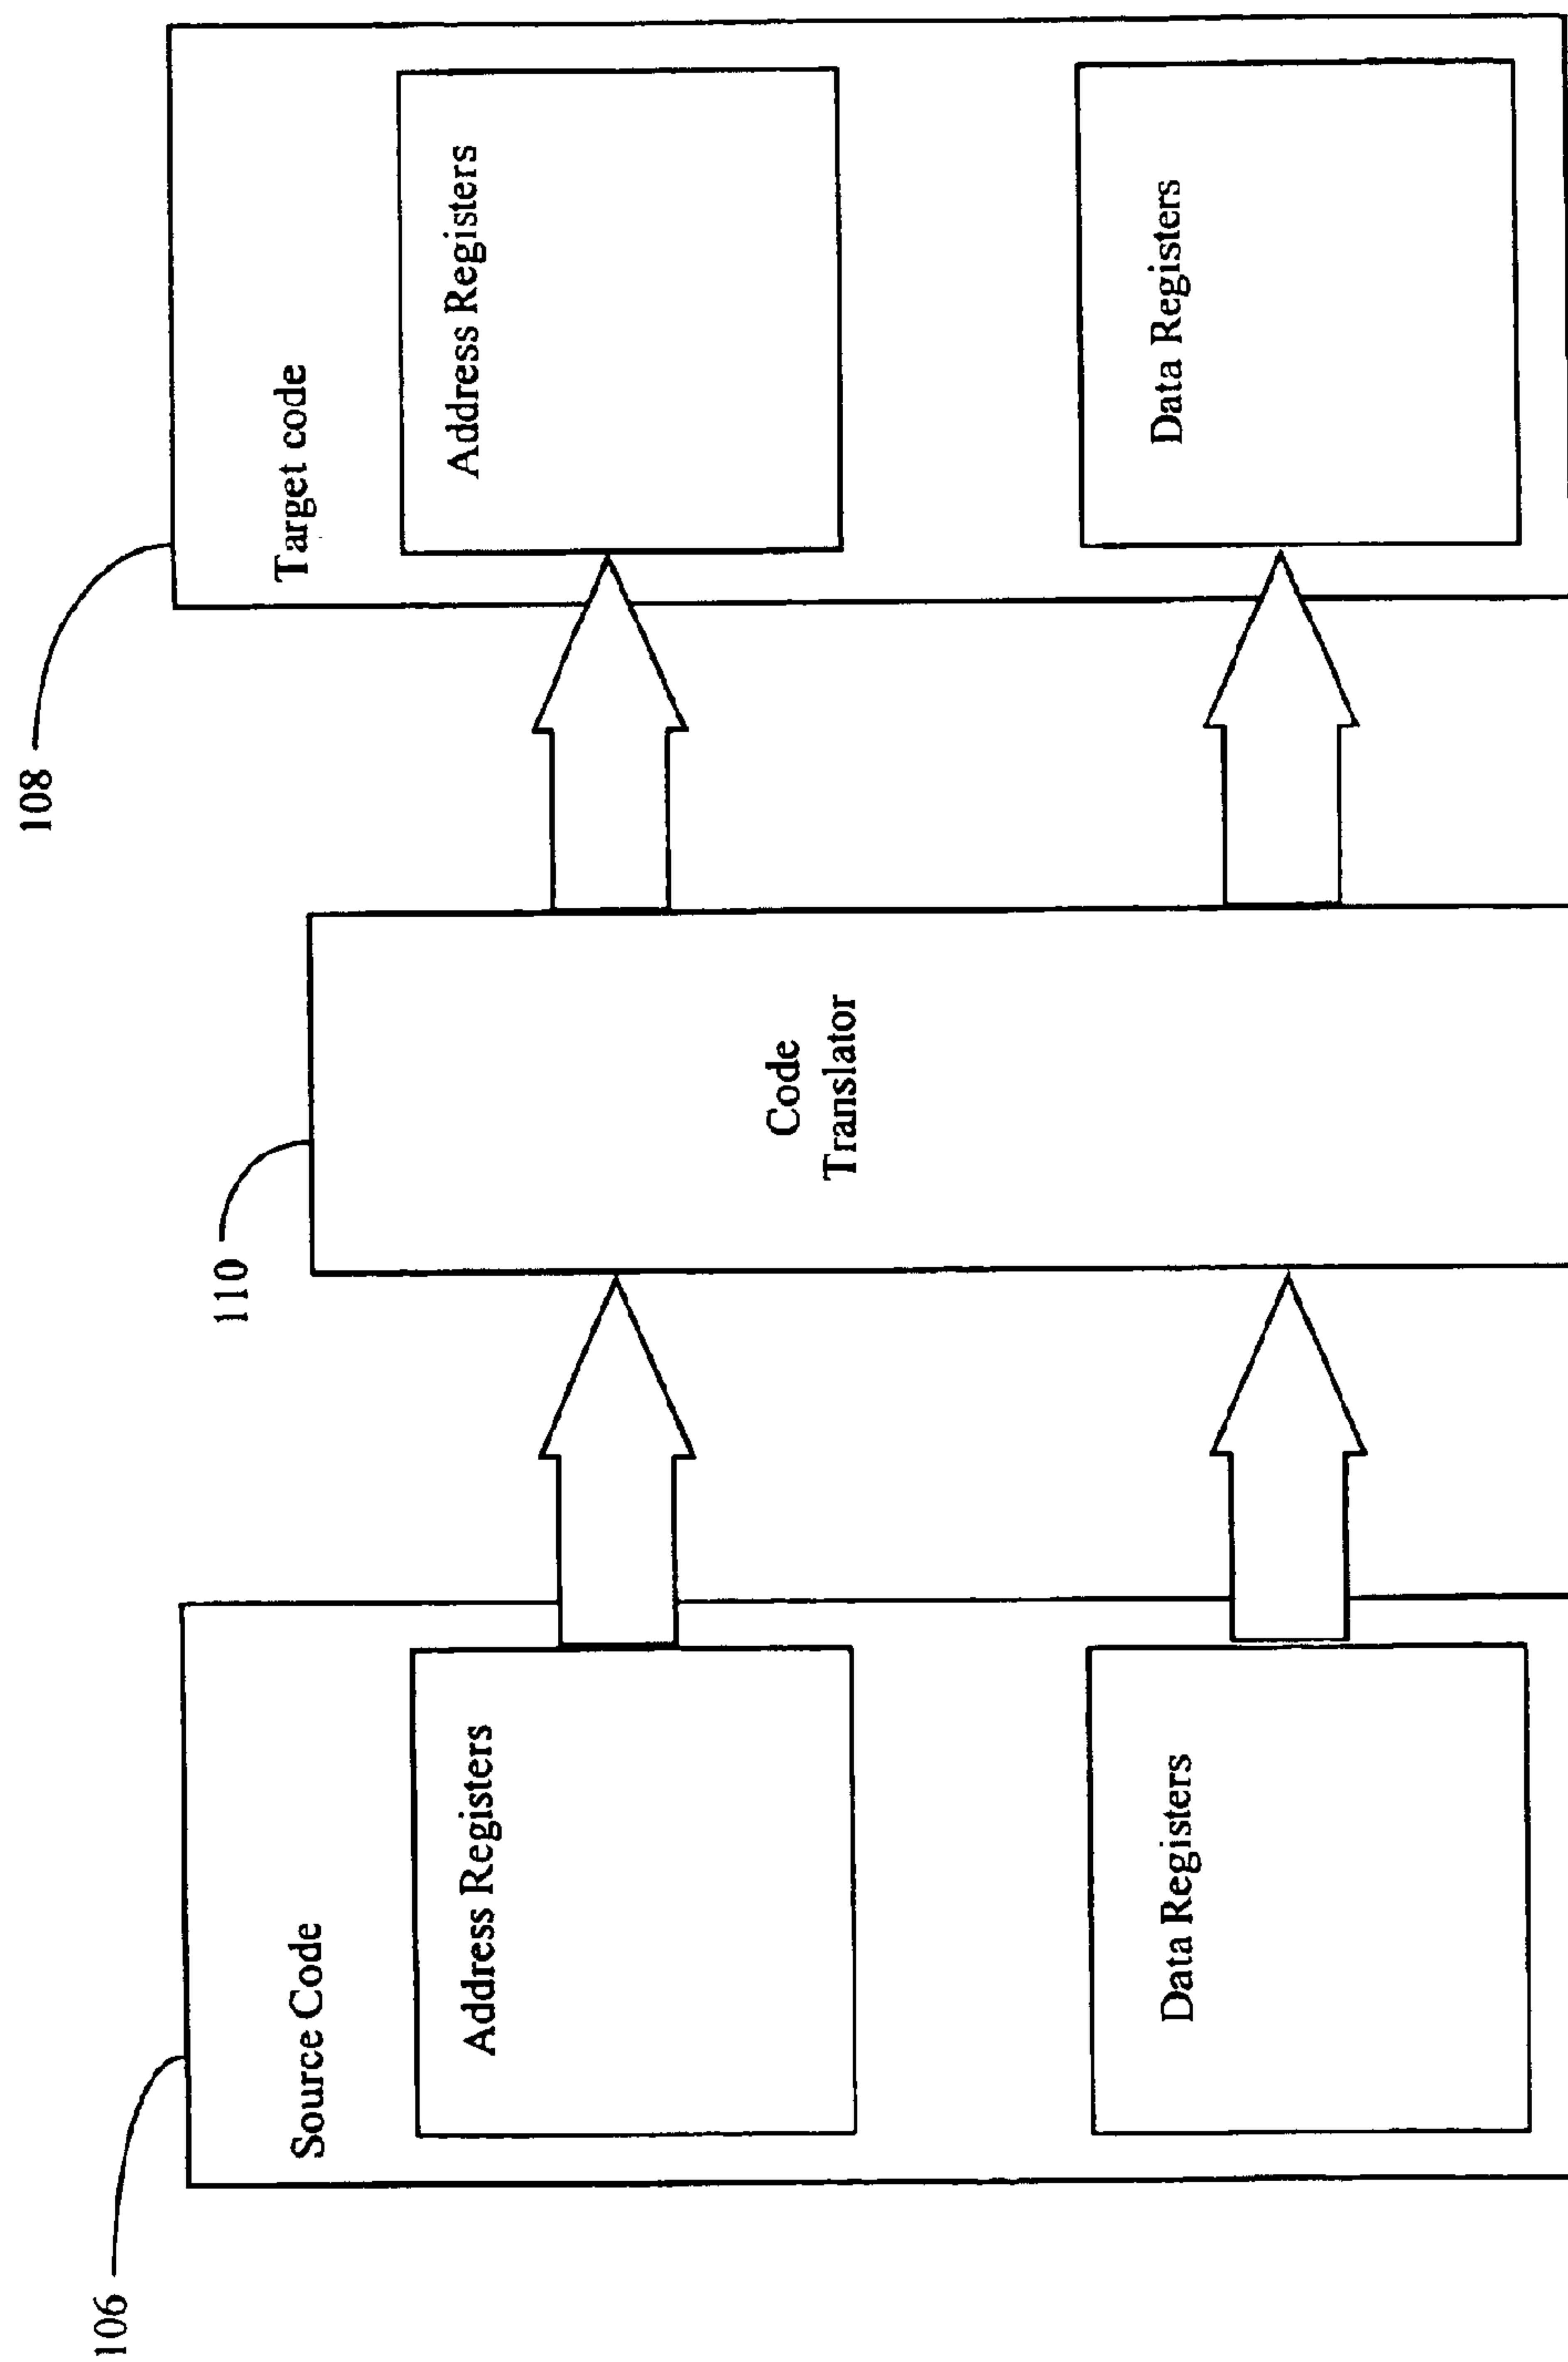 106
Source Code
Address Registers
Data Registers
110
Code
Translator
108
Target code
Address Registers
Data Registers